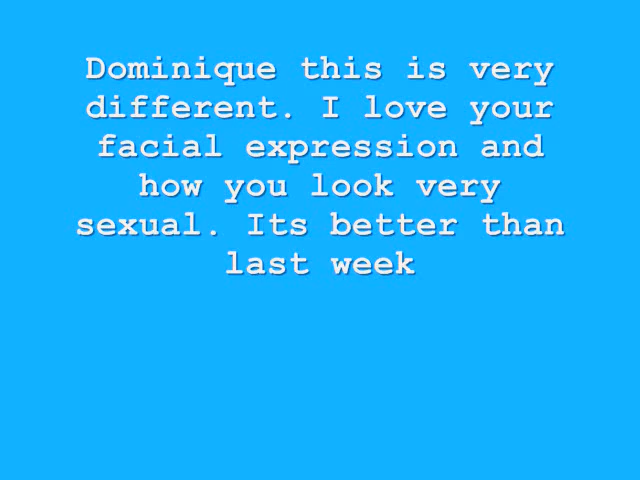 Dominique this is very
different. I love your
facial expression and
how you look very
sexual. Its better than
last week